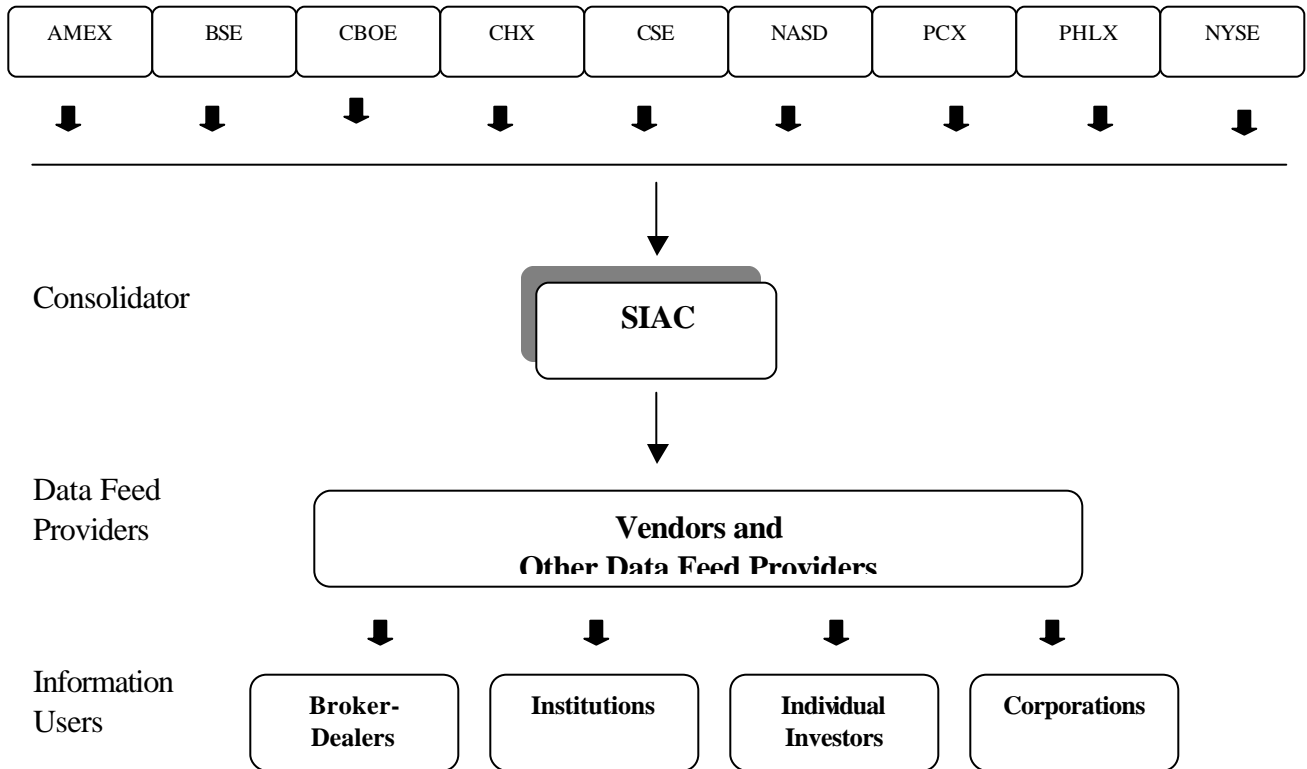 AMEX BSE CBOE CHX CSE NASD PCX PHLX NYSE
Consolidator
SIAC
Data Feed
Providers
Vendors and
Other Data Feed Providers
Information
Users
Broker-
Dealers
Institutions
Individual
Investors
Corporations